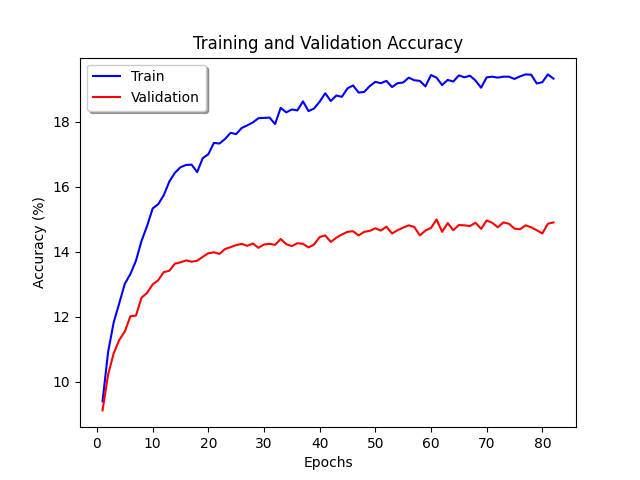 Training and Validation Accuracy
Train
Validation
Accuracy (%)
18
16
14
12
10
0 10 20 30 40 50 60 70 80
Epochs